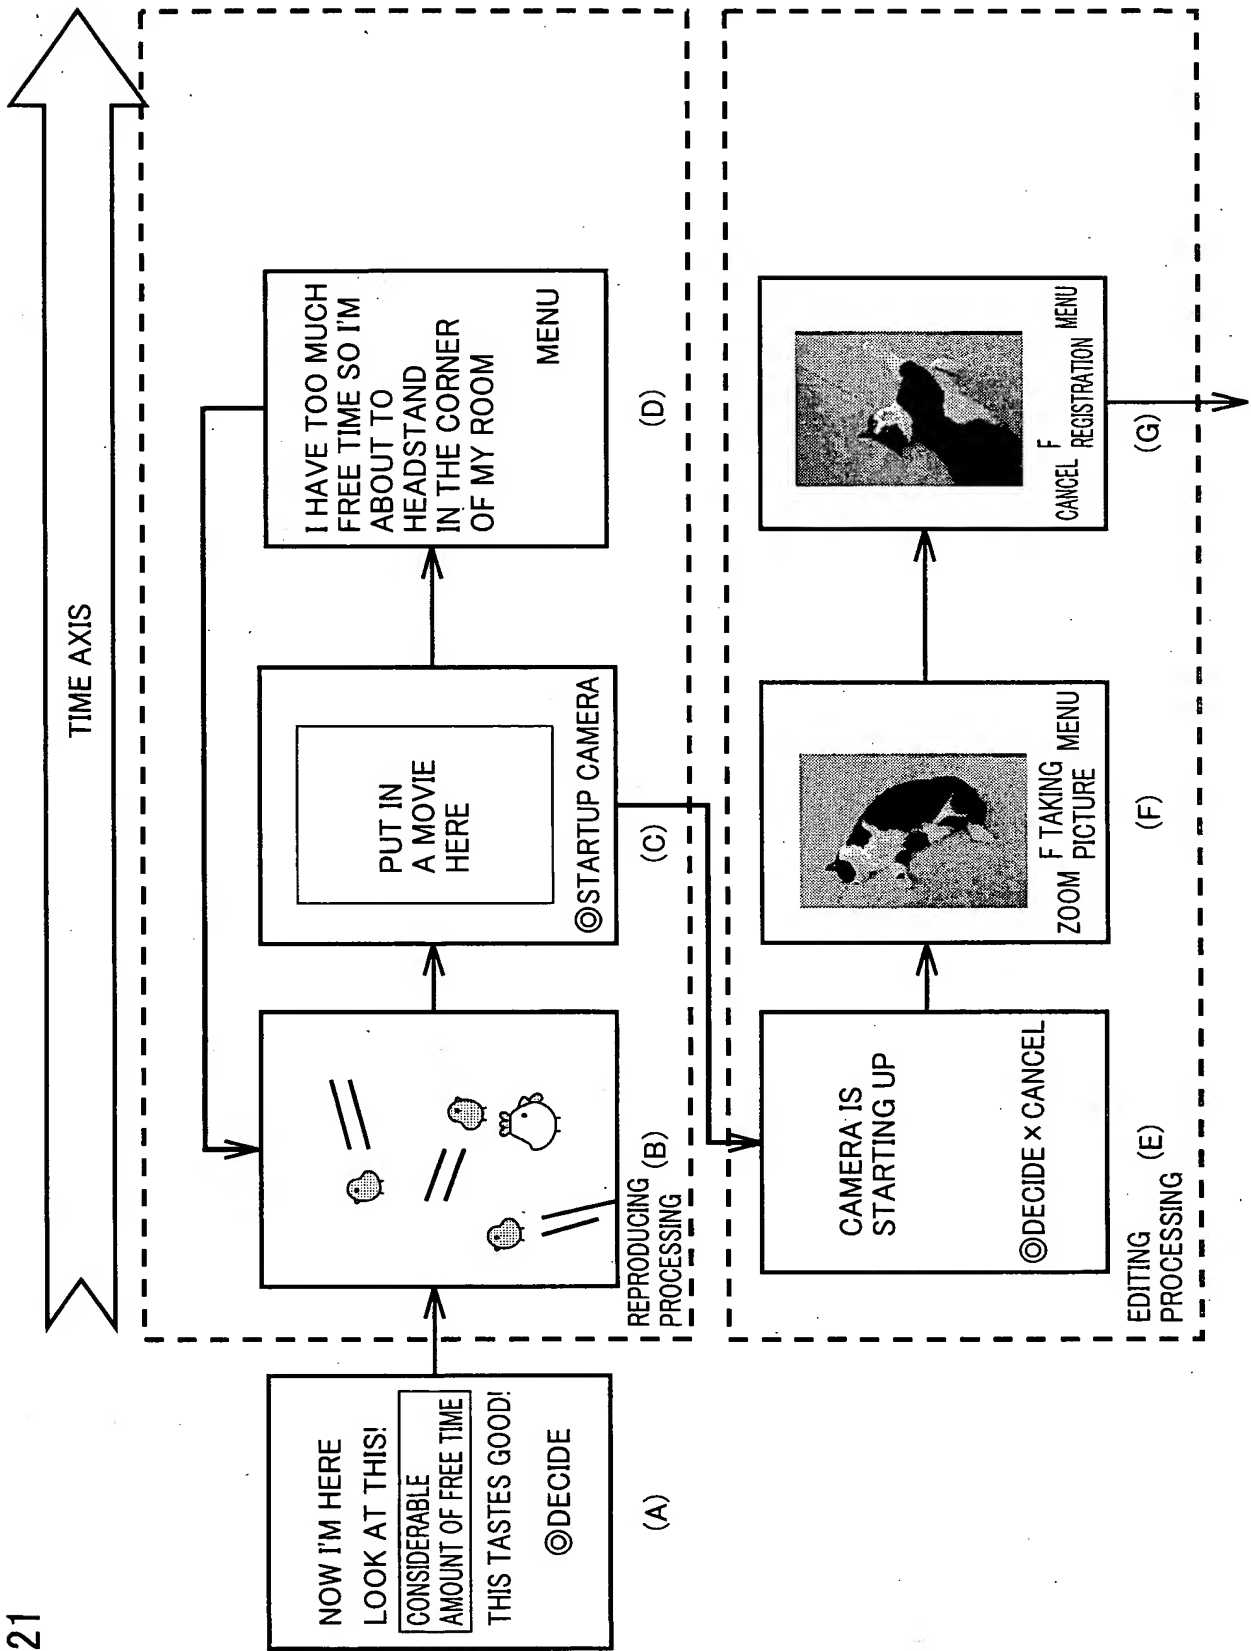 21
TIME AXIS
NOW I'M HERE
LOOK AT THIS!
CONSIDERABLE
AMOUNT OF FREE TIME
THIS TASTES GOOD!
◎DECIDE
(A)
REPRODUCING
PROCESSING
(B)
PUT IN
A MOVIE
HERE
◎STARTUP CAMERA
(C)
I HAVE TOO MUCH
FREE TIME SO I'M
ABOUT TO
HEADSTAND
IN THE CORNER
OF MY ROOM
MENU
(D)
CAMERA IS
STARTING UP
◎DECIDE × CANCEL
(E)
EDITING
PROCESSING
ZOOM F TAKING MENU
PICTURE
(F)
CANCEL F
REGISTRATION MENU
(G)